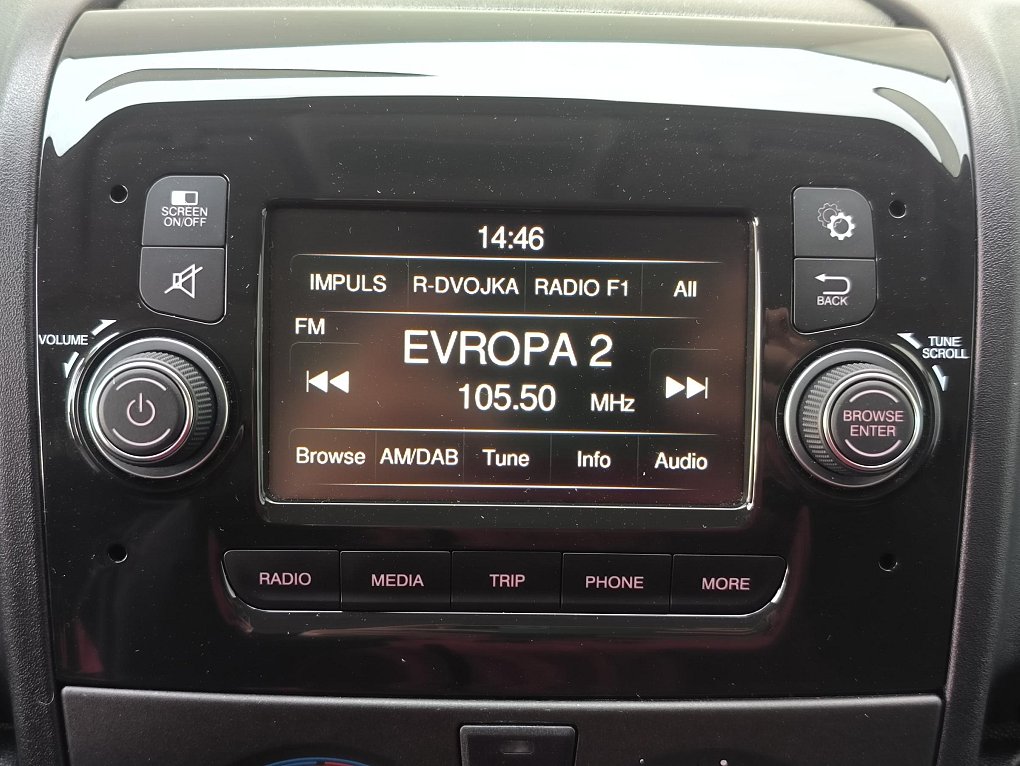 SCREEN
ON/OFF
14:46
IMPULS R-DVOJKA RADIO F1 All
FM
EVROPA 2
105.50 MHz
Browse AM/DAB Tune Info Audio
BACK
VOLUME
TUNE
SCROLL
BROWSE
ENTER
RADIO MEDIA TRIP PHONE MORE